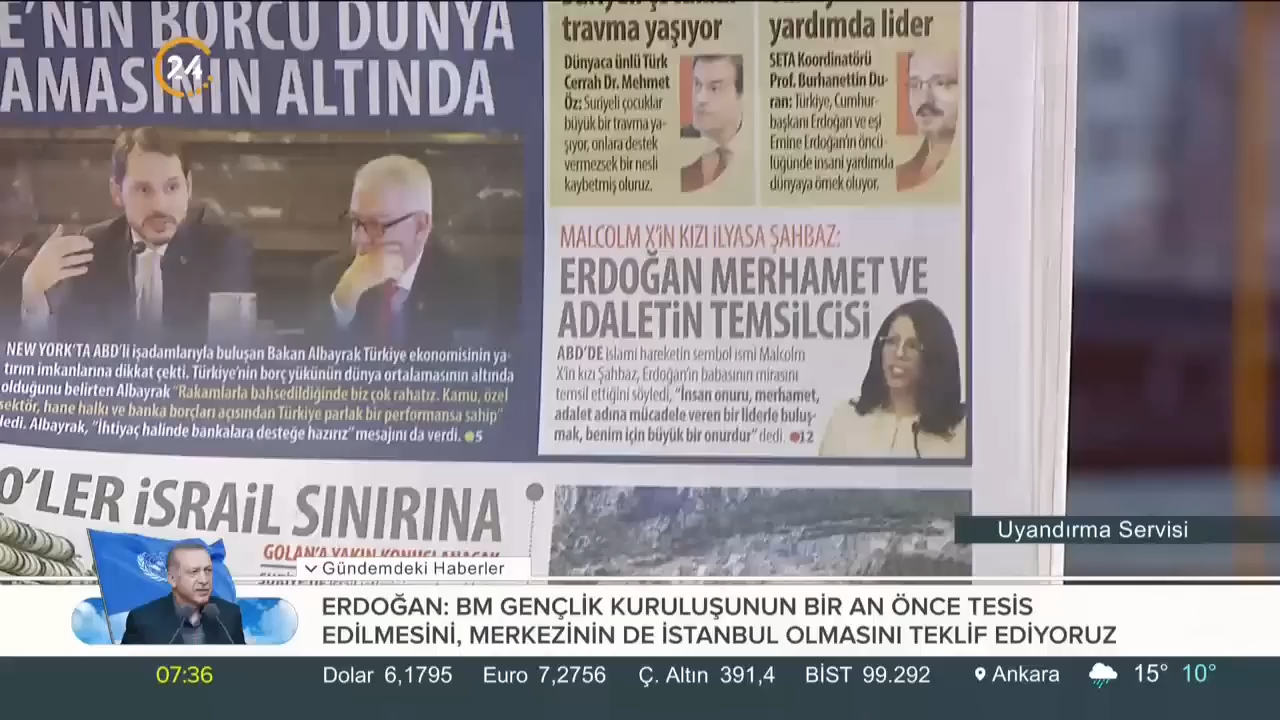 E'NİN BORCU DÜNYA
AMASININ ALTINDA
24
NEW YORK'TA ABD'li işadamlarıyla buluşan Bakan Albayrak Türkiye ekonomisinin ya-
tırım imkanlarına dikkat çekti. Türkiye'nin borç yükünün dünya ortalamasının altında
olduğunu belirten Albayrak "Rakamlarla bahsedildiğinde biz çok rahatız. Kamu, özel
sektör, hane halkı ve banka borçları açısından Türkiye parlak bir performansa sahip"
dedi. Albayrak, "İhtiyaç halinde bankalara desteğe hazırız" mesajını da verdi. 5
travma yaşıyor
Dünyaca ünlü Türk
Cerrah Dr. Mehmet
Öz: Suriyeli çocuklar
büyük bir travma ya-
şıyor, onlara destek
vermezsek bir nesli
kaybetmiş oluruz.
yardımda lider
SETA Koordinatörü
Prof. Burhanettin Du-
ran: Türkiye, Cumhur-
başkanı Erdoğan ve eşi
Emine Erdoğan'ın öncü-
lüğünde insani yardımda
dünyaya örnek oluyor.
MALCOLM X'İN KIZI İLYASA ŞAHBAZ:
ERDOĞAN MERHAMET VE
ADALETİN TEMSİLCİSİ
ABD'DE İslami hareketin sembol ismi Malcolm
X'in kızı Şahbaz, Erdoğan'ın babasının mirasını
temsil ettiğini söyledi, "İnsan onuru, merhamet,
adalet adına mücadele veren bir liderle buluş-
mak, benim için büyük bir onurdur" dedi. 12
O'LER İSRAİL SINIRINA
GOLAN'A YAKIN KONUŞLANACAK
Uyandırma Servisi
Gündemdeki Haberler
ERDOĞAN: BM GENÇLİK KURULUŞUNUN BİR AN ÖNCE TESİS
EDİLMESİNİ, MERKEZİNİN DE İSTANBUL OLMASINI TEKLİF EDİYORUZ
07:36 Dolar 6,1795 Euro 7,2756 Ç. Altın 391,4 BİST 99.292 Ankara 15° 10°